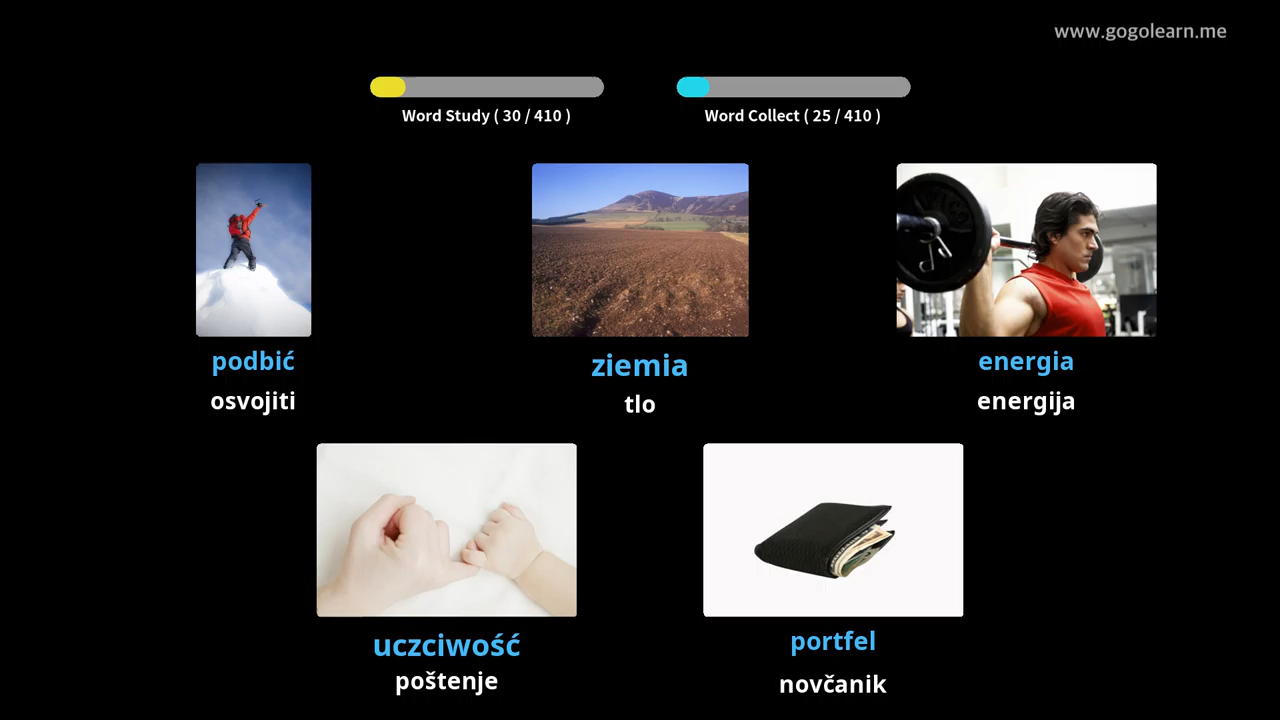 www.gogolearn.me
Word Study ( 30 / 410 )
Word Collect ( 25 / 410 )
podbić
osvojiti
ziemia
tlo
energia
energija
uczciwość
poštenje
portfel
novčanik